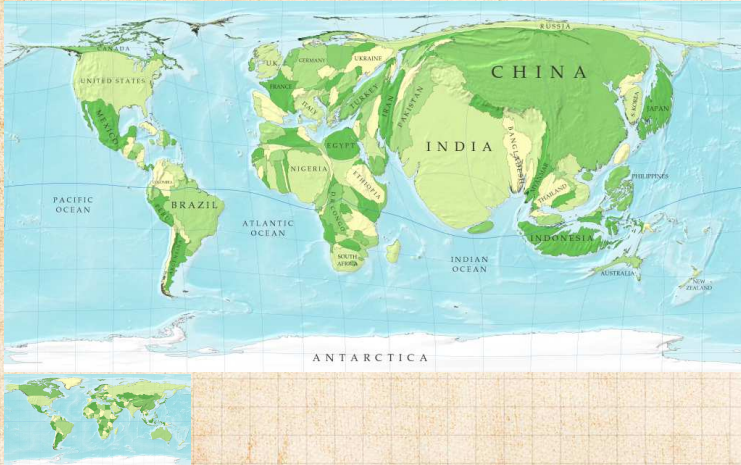 RUSSIA
CANADA
U.K.
GERMANY
UKRAINE
UNITED STATES
FRANCE
ITALY
TURKEY
IRAN
PAKISTAN
CHINA
S. KOREA
JAPAN
MEXICO
EGYPT
INDIA
BANGLADESH
NIGERIA
ETHIOPIA
THAILAND
PHILIPPINES
BRAZIL
PACIFIC
OCEAN
ATLANTIC
OCEAN
INDONESIA
SOUTH
AFRICA
INDIAN
OCEAN
AUSTRALIA
NEW
ZEALAND
ANTARCTICA